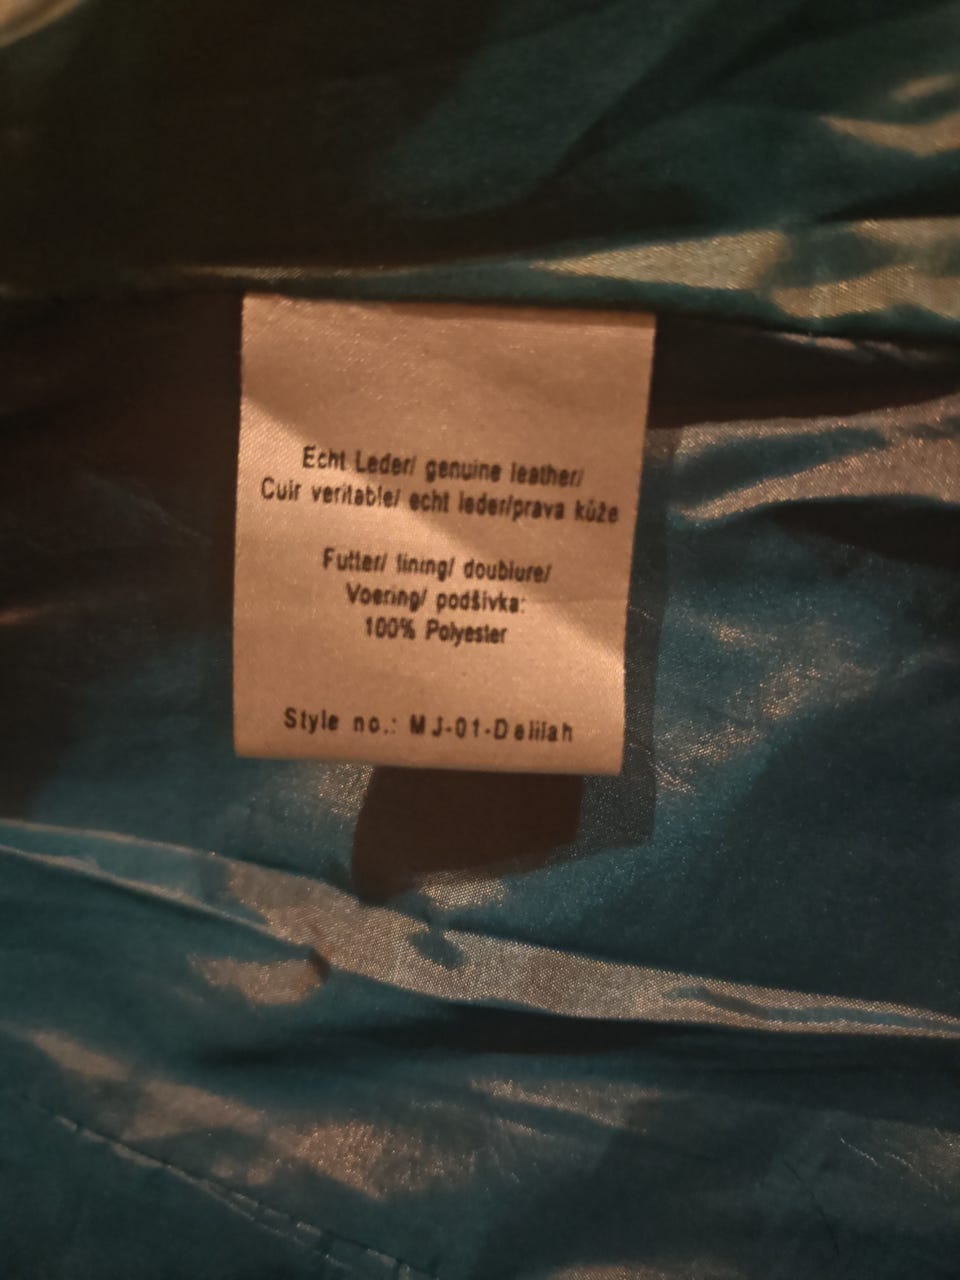 Echt Leder/ genuine leather/
Cuir veritable/ echt leder/prava kůže
Futter/ lining/ doublure/
Voering/ podšivka:
100% Polyester
Style no.: MJ-01-Delilah